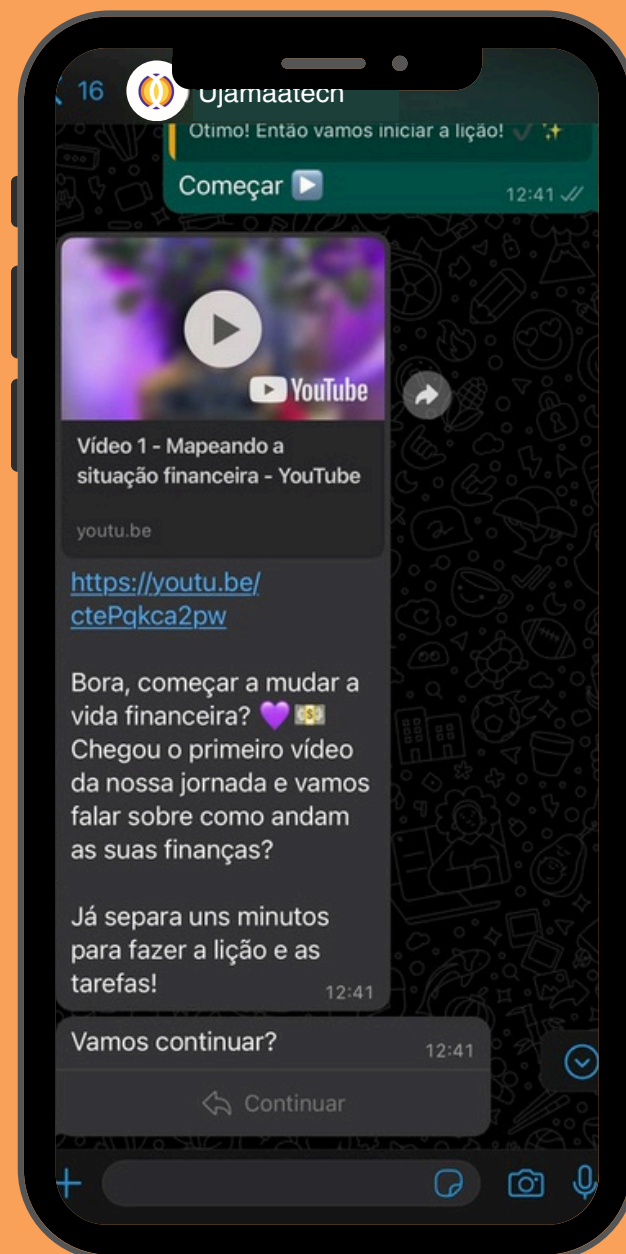 16
Ujamaatech
Otimo! Então vamos iniciar a lição! ✔️ ✨
Começar ▶️
12:41
YouTube
Vídeo 1 - Mapeando a
situação financeira - YouTube
youtu.be
https://youtu.be/
ctePqkca2pw
Bora, começar a mudar a
vida financeira? 💜 💵
Chegou o primeiro vídeo
da nossa jornada e vamos
falar sobre como andam
as suas finanças?
Já separa uns minutos
para fazer a lição e as
tarefas!
12:41
Vamos continuar?
12:41
Continuar